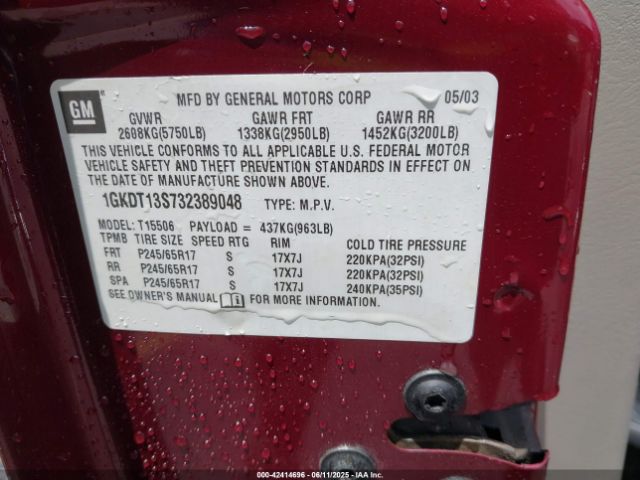 GM
MFD BY GENERAL MOTORS CORP 05/03
GVWR GAWR FRT GAWR RR
2608KG(5750LB) 1338KG(2950LB) 1452KG(3200LB)
THIS VEHICLE CONFORMS TO ALL APPLICABLE U.S. FEDERAL MOTOR
VEHICLE SAFETY AND THEFT PREVENTION STANDARDS IN EFFECT ON
THE DATE OF MANUFACTURE SHOWN ABOVE.
1GKDT13S732389048 TYPE: M.P.V.
MODEL: T15506 PAYLOAD = 437KG(963LB)
TPMB TIRE SIZE SPEED RTG RIM COLD TIRE PRESSURE
FRT P245/65R17 S 17X7J 220KPA(32PSI)
RR P245/65R17 S 17X7J 220KPA(32PSI)
SPA P245/65R17 S 17X7J 240KPA(35PSI)
SEE OWNER'S MANUAL FOR MORE INFORMATION.
000-42414696 06/11/2025 IAAI.COM